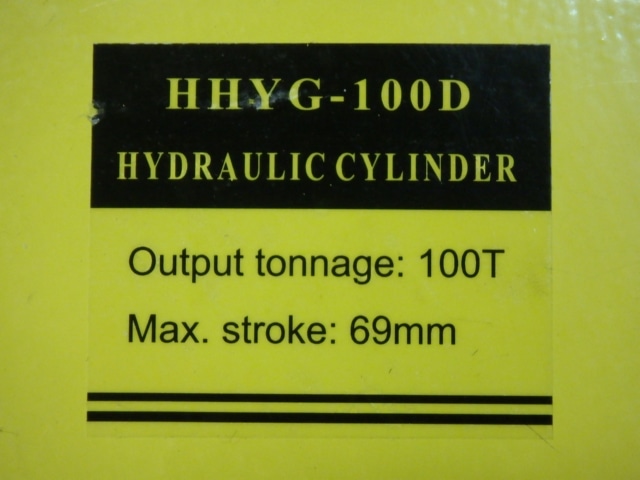 HHYG-100D
HYDRAULIC CYLINDER
Output tonnage: 100T
Max. stroke: 69mm